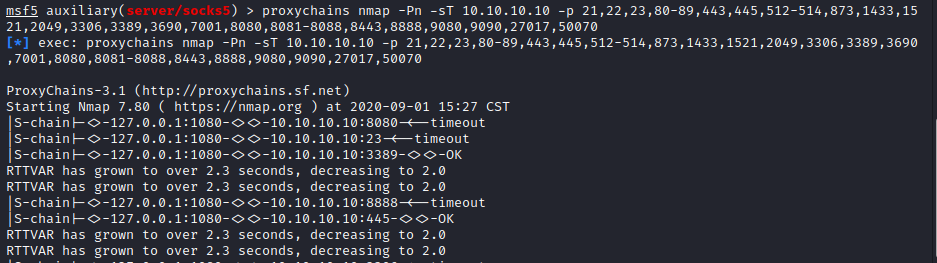 msf5 auxiliary(server/socks5) > proxychains nmap -Pn -sT 10.10.10.10 -p 21,22,23,80-89,443,445,512-514,873,1433,15
21,2049,3306,3389,3690,7001,8080,8081-8088,8443,8888,9080,9090,27017,50070
[*] exec: proxychains nmap -Pn -sT 10.10.10.10 -p 21,22,23,80-89,443,445,512-514,873,1433,1521,2049,3306,3389,3690
,7001,8080,8081-8088,8443,8888,9080,9090,27017,50070
ProxyChains-3.1 (http://proxychains.sf.net)
Starting Nmap 7.80 ( https://nmap.org ) at 2020-09-01 15:27 CST
|S-chain|-<>-127.0.0.1:1080-<><>-10.10.10.10:8080-<--timeout
|S-chain|-<>-127.0.0.1:1080-<><>-10.10.10.10:23-<--timeout
|S-chain|-<>-127.0.0.1:1080-<><>-10.10.10.10:3389-<><>-OK
RTTVAR has grown to over 2.3 seconds, decreasing to 2.0
RTTVAR has grown to over 2.3 seconds, decreasing to 2.0
|S-chain|-<>-127.0.0.1:1080-<><>-10.10.10.10:8888-<--timeout
|S-chain|-<>-127.0.0.1:1080-<><>-10.10.10.10:445-<><>-OK
RTTVAR has grown to over 2.3 seconds, decreasing to 2.0
RTTVAR has grown to over 2.3 seconds, decreasing to 2.0